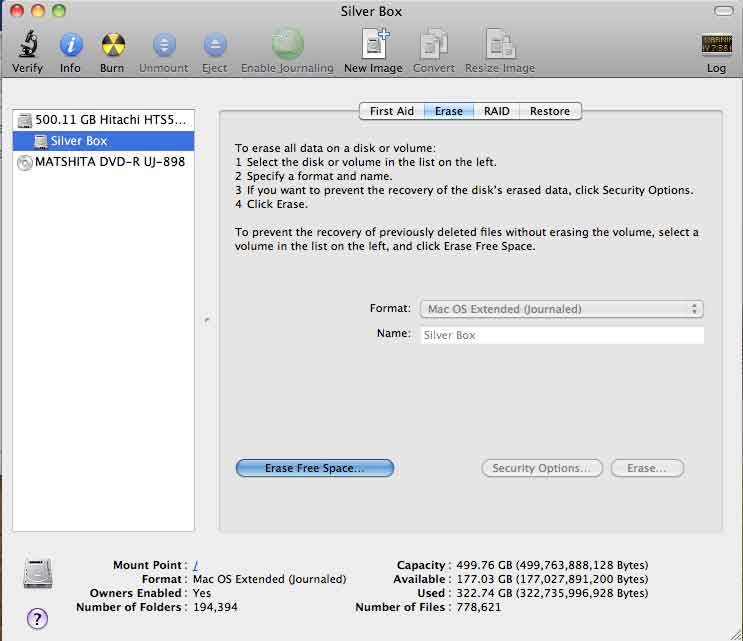 Silver Box
Verify Info Burn Unmount Eject Enable Journaling New Image Convert Resize Image Log
500.11 GB Hitachi HTS5...
Silver Box
MATSHITA DVD-R UJ-898
First Aid Erase RAID Restore
To erase all data on a disk or volume:
1 Select the disk or volume in the list on the left.
2 Specify a format and name.
3 If you want to prevent the recovery of the disk's erased data, click Security Options.
4 Click Erase.
To prevent the recovery of previously deleted files without erasing the volume, select a
volume in the list on the left, and click Erase Free Space.
Format: Mac OS Extended (Journaled)
Name: Silver Box
Erase Free Space... Security Options... Erase...
Mount Point : / Capacity : 499.76 GB (499,763,888,128 Bytes)
Format : Mac OS Extended (Journaled) Available : 177.03 GB (177,027,891,200 Bytes)
Owners Enabled : Yes Used : 322.74 GB (322,735,996,928 Bytes)
Number of Folders : 194,394 Number of Files : 778,621
?